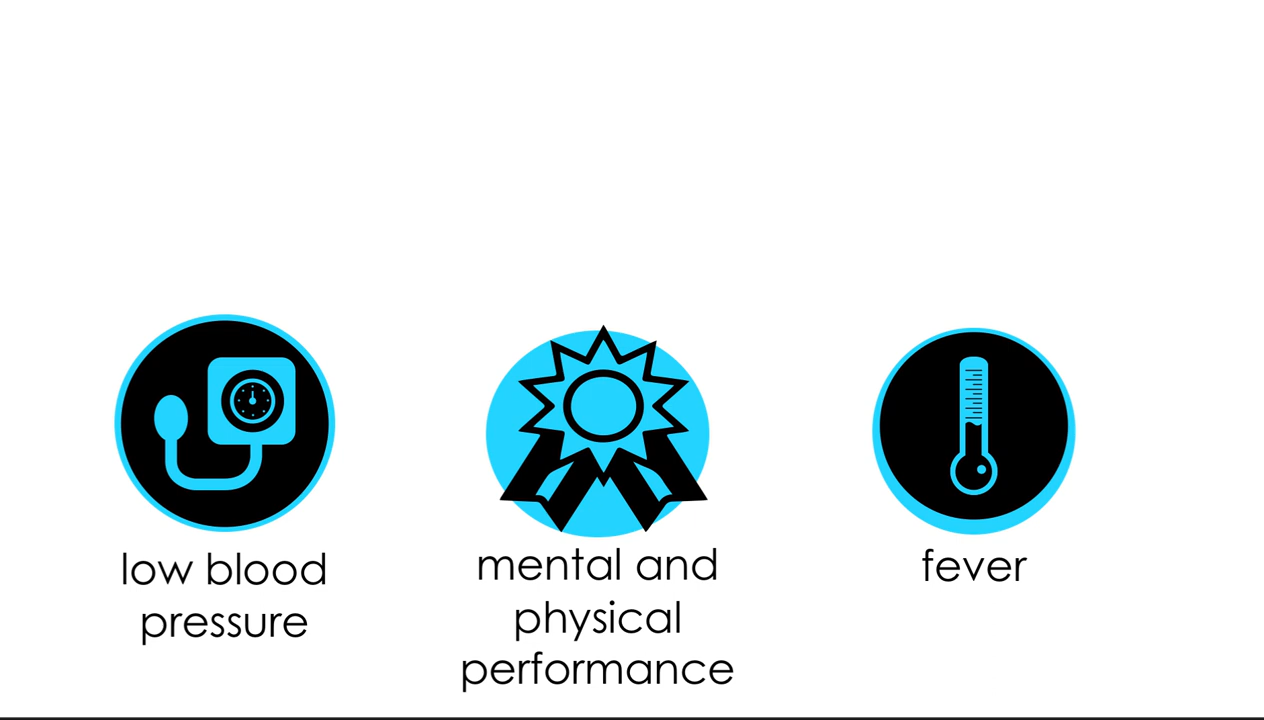 low blood
pressure
mental and
physical
performance
fever